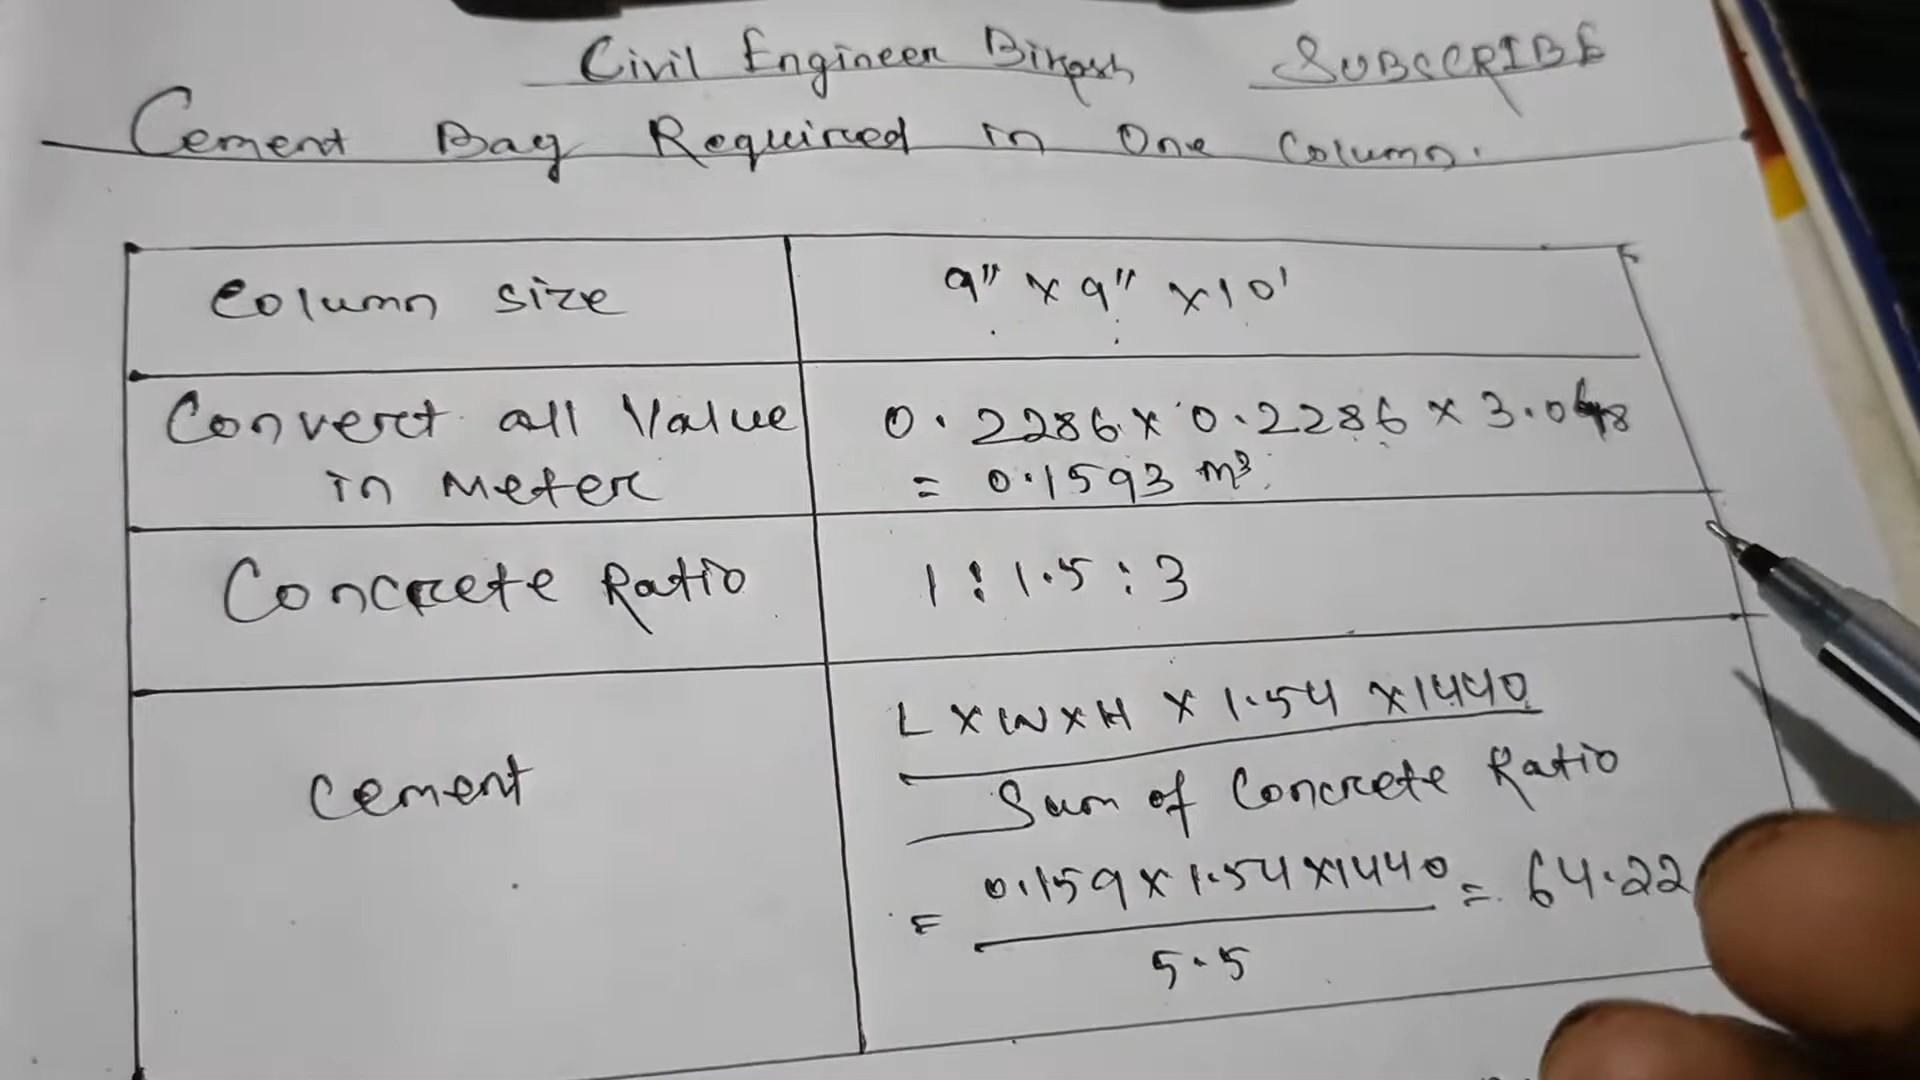 Civil Engineer Bikash SUBSCRIBE
Cement Bag Required in One Column.
Column size 9" x 9" x 10'
Convert all Value 0.2286 x 0.2286 x 3.048
in Meter = 0.1593 m³
Concrete Ratio 1 : 1.5 : 3
L x W x H x 1.54 x 1440
Cement Sum of Concrete Ratio
= 0.159 x 1.54 x 1440 = 64.22
5.5